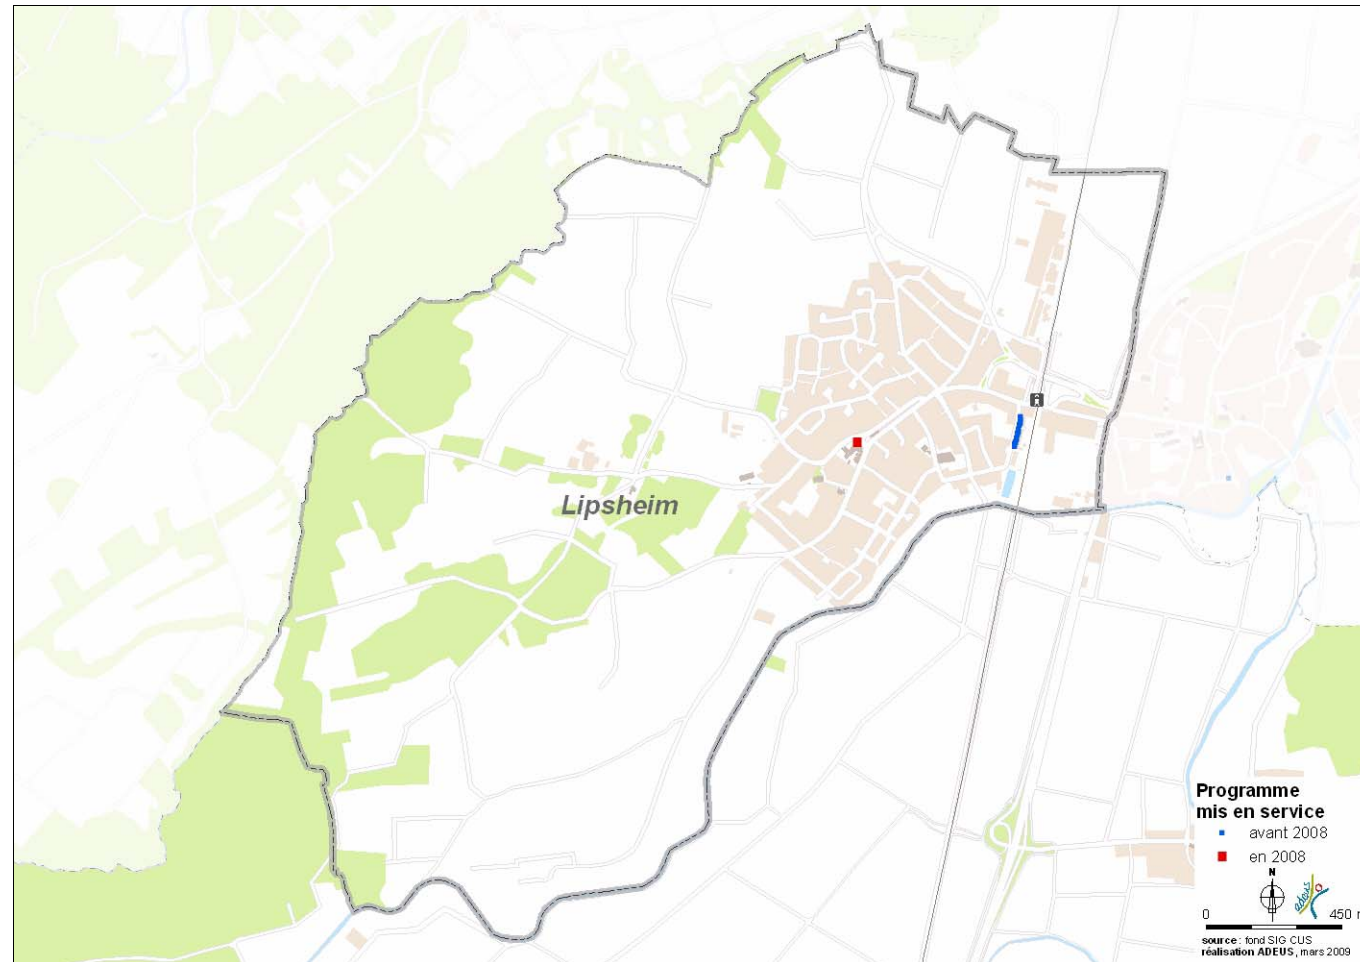 Lipsheim
Programme
mis en service
avant 2008
en 2008
N
adeus
0 450 m
source : fond SIG CUS
réalisation ADEUS, mars 2009